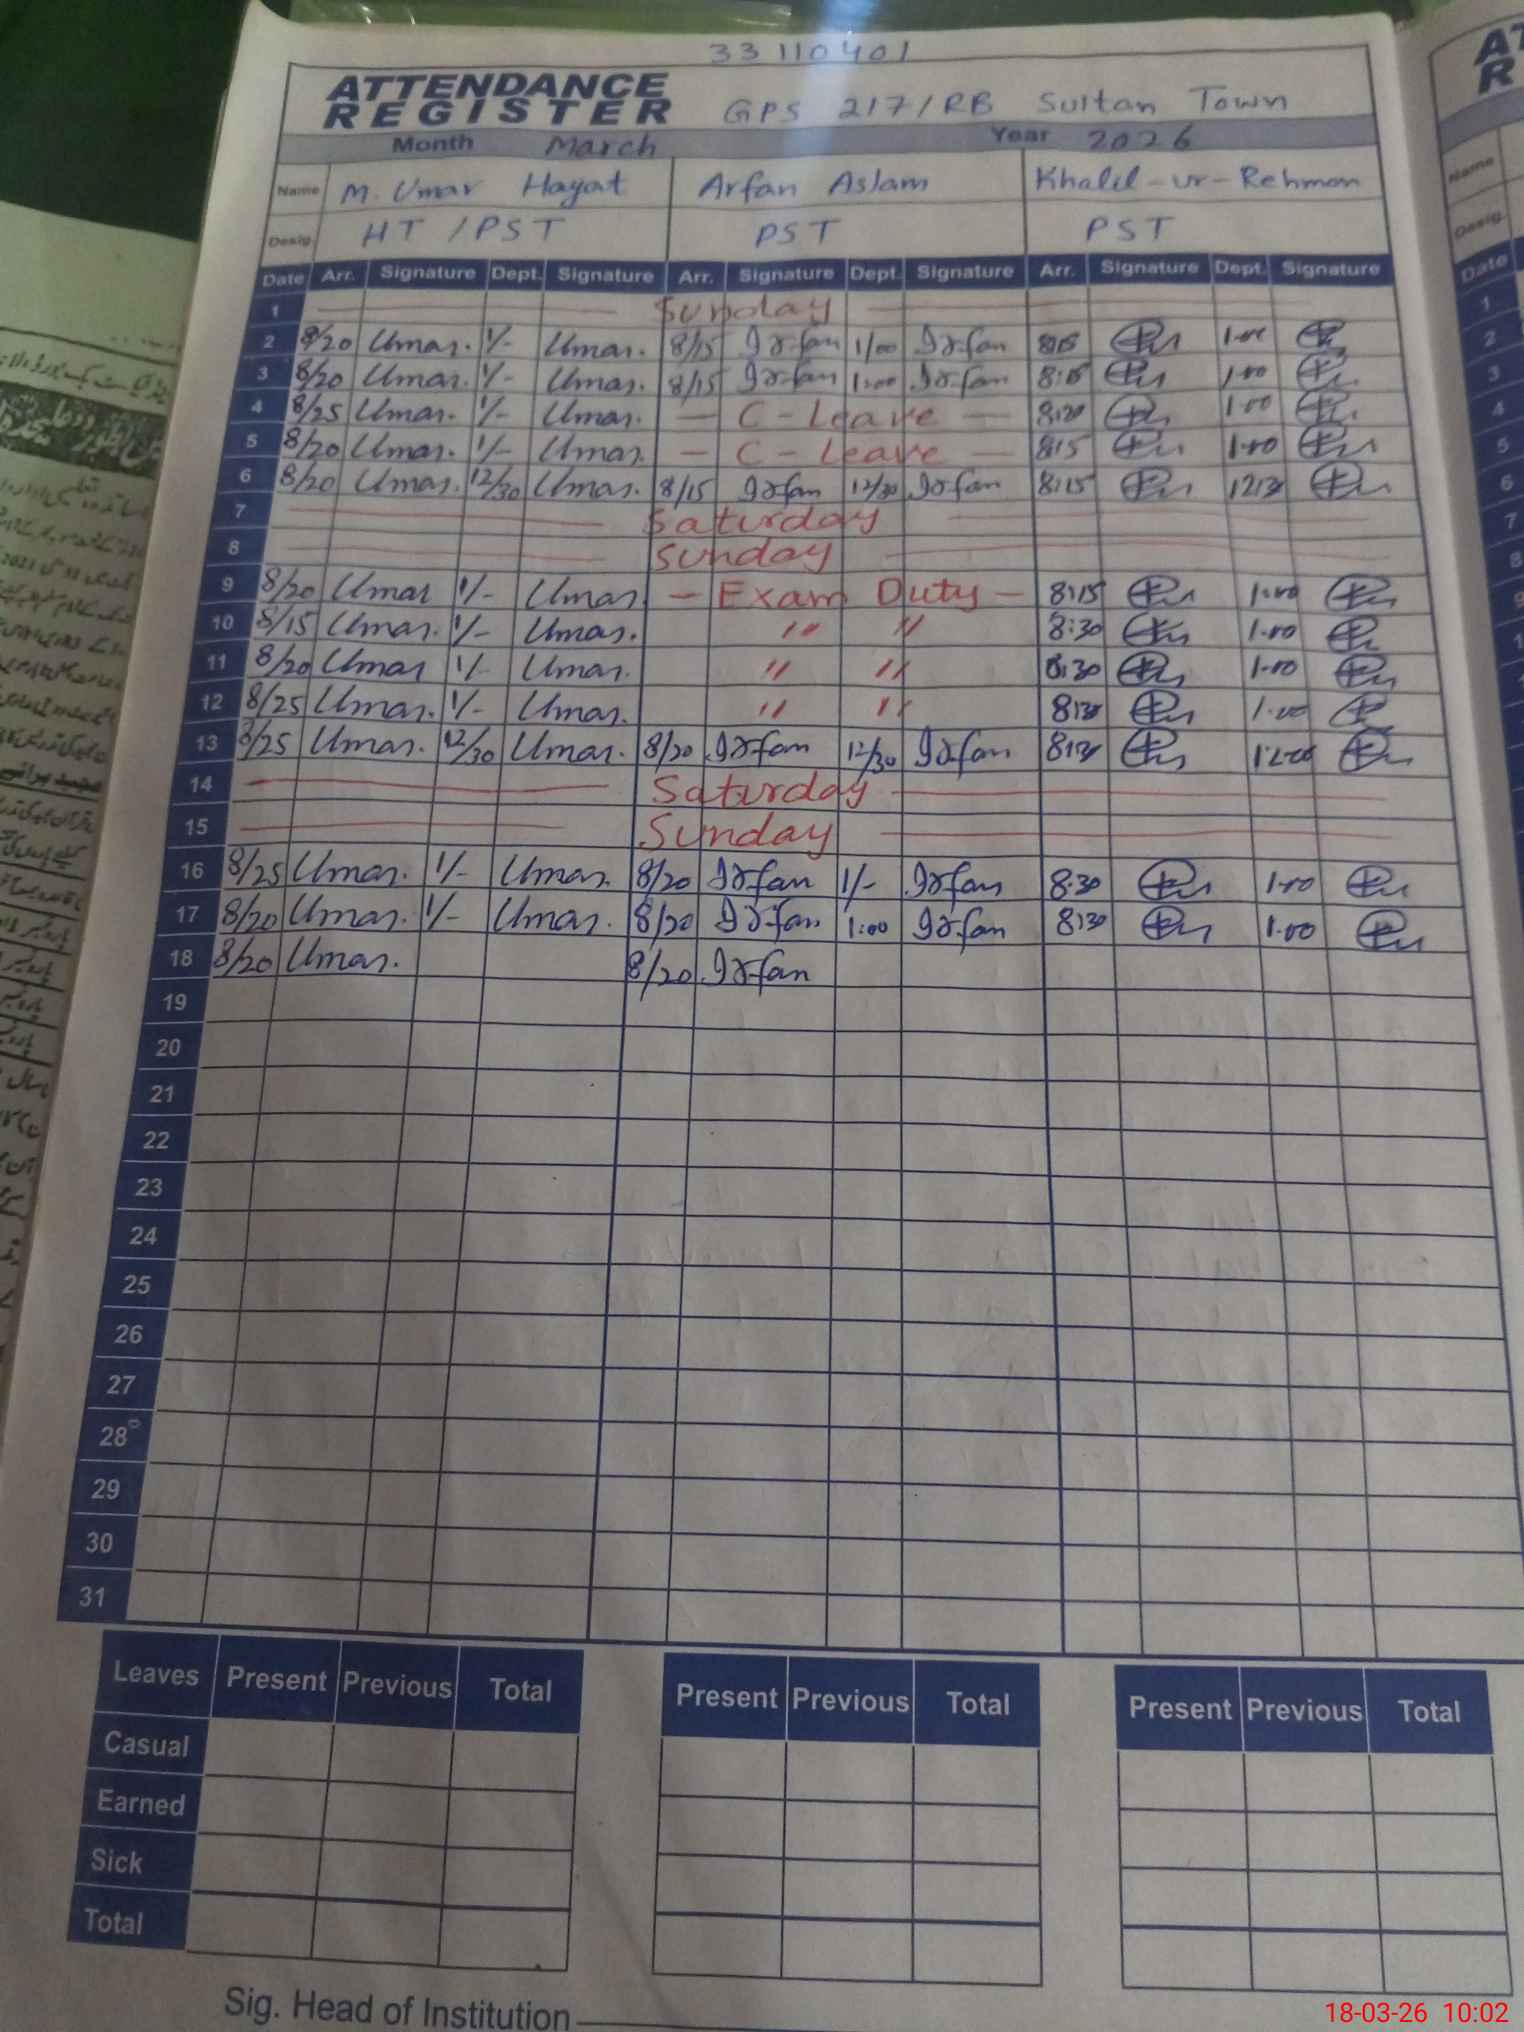 33110401
ATTENDANCE REGISTER GPS 217/RB Sultan Town
Month March Year 2026
Name M. Umar Hayat Arfan Aslam Khalil-ur-Rehman
Desig. HT / PST PST PST
Date Arr. Signature Dept. Signature Arr. Signature Dept. Signature Arr. Signature Dept. Signature
1 Sunday
2 8/20 Umar. 1/- Umar. 8/15 Irfan 1/00 Irfan 8:15 1-00
3 8/20 Umar. 1/- Umar. 8/15 Irfan 1:00 Irfan 8:15 1-00
4 8/25 Umar. 1/- Umar. - C-Leave - 8:20 1-00
5 8/20 Umar. 1/- Umar. - C-Leave - 8:15 1-00
6 8/20 Umar. 12/30 Umar. 8/15 Irfan 12/30 Irfan 8:15
7 Saturday
8 Sunday
9 8/20 Umar 1/- Umar. - Exam Duty - 8:15 1-00
10 8/15 Umar. 1/- Umar. " " 8:30 1-00
11 8/20 Umar 1/- Umar. " " 8:30 1-00
12 8/25 Umar. 1/- Umar. " " 1-00
13 8/25 Umar. 12/30 Umar. 8/20 Irfan 12/30 Irfan
14 Saturday
15 Sunday
16 8/25 Umar. 1/- Umar. 8/20 Irfan 1/- Irfan 8:30 1-00
17 8/20 Umar. 1/- Umar. 8/20 Irfan 1:00 Irfan 8:30 1-00
18 8/20 Umar. 8/20 Irfan
19
20
21
22
23
24
25
26
27
28
29
30
31
Leaves Present Previous Total Present Previous Total Present Previous Total
Casual
Earned
Sick
Total
Sig. Head of Institution
18-03-26 10:02